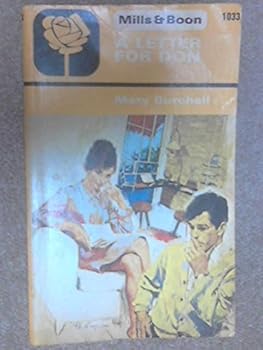 Mills & Boon
1033
A LETTER
FOR DON
Mary Burchell